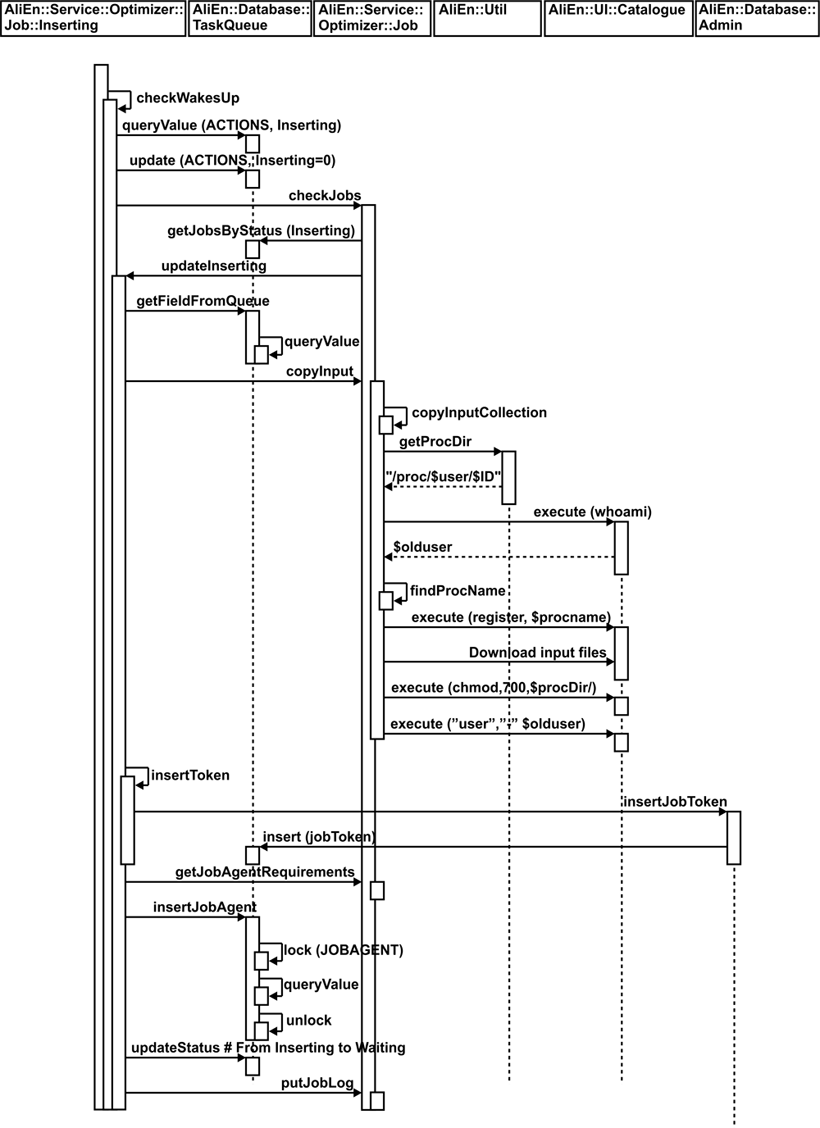 AliEn::Service::Optimizer::
Job::Inserting
AliEn::Database::
TaskQueue
AliEn::Service::
Optimizer::Job
AliEn::Util
AliEn::UI::Catalogue
AliEn::Database::
Admin
checkWakesUp
queryValue (ACTIONS, Inserting)
update (ACTIONS, Inserting=0)
checkJobs
getJobsByStatus (Inserting)
updateInserting
getFieldFromQueue
queryValue
copyInput
copyInputCollection
getProcDir
"/proc/$user/$ID"
execute (whoami)
$olduser
findProcName
execute (register, $procname)
Download input files
execute (chmod,700,$procDir/)
execute (”user”,”-” $olduser)
insertToken
insertJobToken
insert (jobToken)
getJobAgentRequirements
insertJobAgent
lock (JOBAGENT)
queryValue
unlock
updateStatus # From Inserting to Waiting
putJobLog